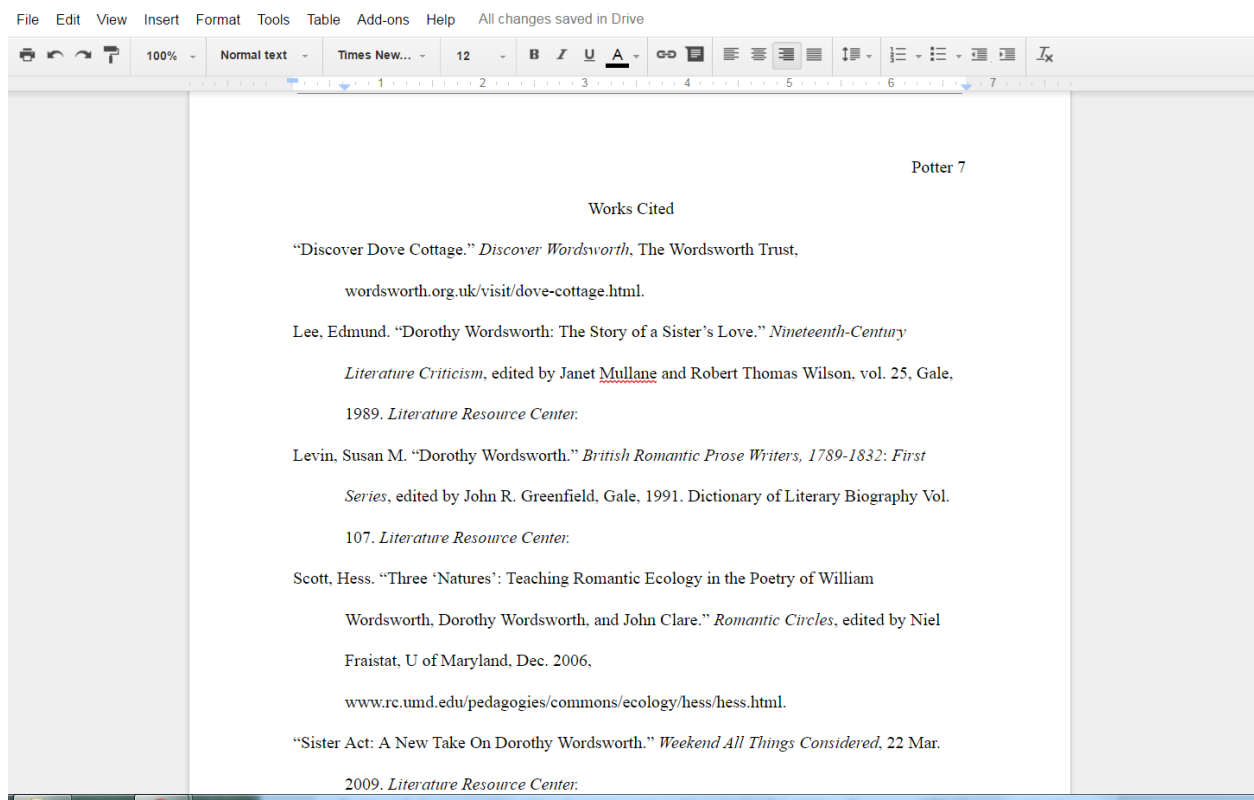 File Edit View Insert Format Tools Table Add-ons Help All changes saved in Drive
100% Normal text Times New... 12 B I U A
1 2 3 4 5 6 7
Potter 7
Works Cited
“Discover Dove Cottage.” Discover Wordsworth, The Wordsworth Trust,
wordsworth.org.uk/visit/dove-cottage.html.
Lee, Edmund. “Dorothy Wordsworth: The Story of a Sister’s Love.” Nineteenth-Century
Literature Criticism, edited by Janet Mullane and Robert Thomas Wilson, vol. 25, Gale,
1989. Literature Resource Center.
Levin, Susan M. “Dorothy Wordsworth.” British Romantic Prose Writers, 1789-1832: First
Series, edited by John R. Greenfield, Gale, 1991. Dictionary of Literary Biography Vol.
107. Literature Resource Center.
Scott, Hess. “Three ‘Natures’: Teaching Romantic Ecology in the Poetry of William
Wordsworth, Dorothy Wordsworth, and John Clare.” Romantic Circles, edited by Niel
Fraistat, U of Maryland, Dec. 2006,
www.rc.umd.edu/pedagogies/commons/ecology/hess/hess.html.
“Sister Act: A New Take On Dorothy Wordsworth.” Weekend All Things Considered, 22 Mar.
2009. Literature Resource Center.